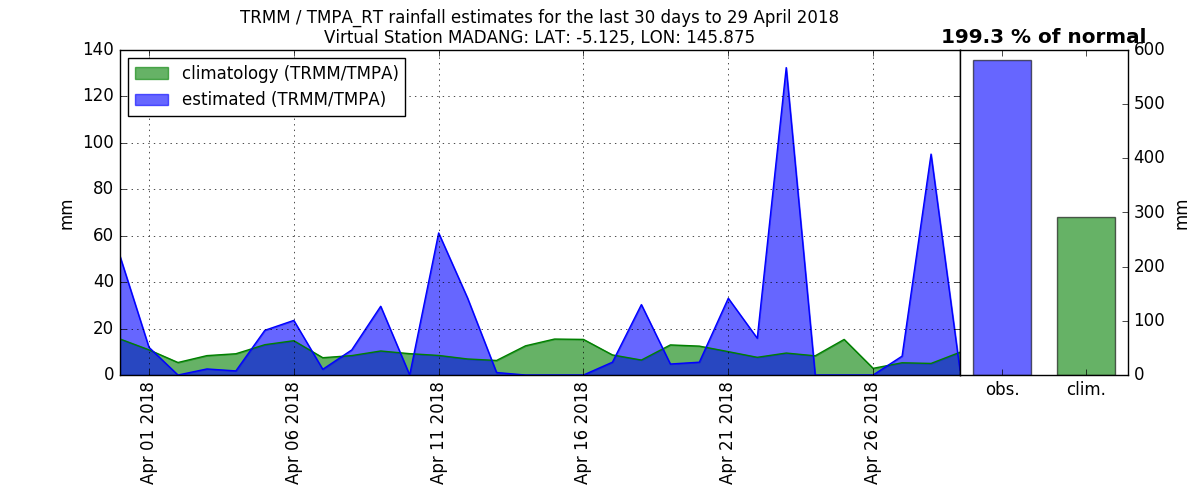 TRMM / TMPA_RT rainfall estimates for the last 30 days to 29 April 2018
Virtual Station MADANG: LAT: -5.125, LON: 145.875
199.3 % of normal
climatology (TRMM/TMPA)
estimated (TRMM/TMPA)
140
120
100
80
60
40
20
0
mm
Apr 01 2018
Apr 06 2018
Apr 11 2018
Apr 16 2018
Apr 21 2018
Apr 26 2018
600
500
400
300
200
100
0
mm
obs.
clim.